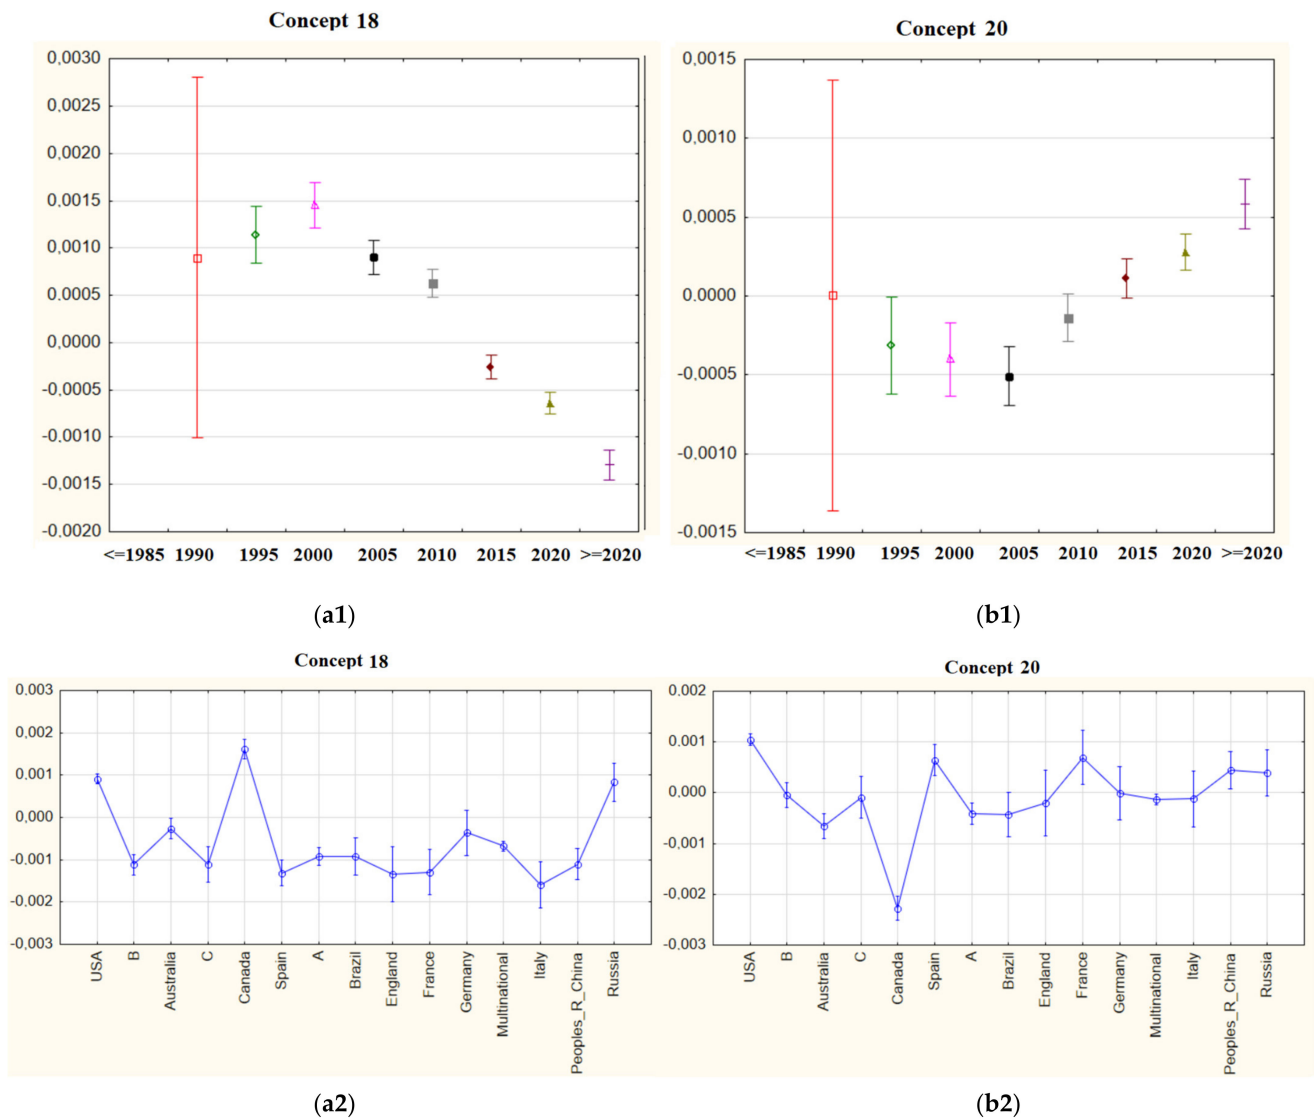 Concept 18
0,0030
0,0025
0,0020
0,0015
0,0010
0,0005
0,0000
-0,0005
-0,0010
-0,0015
-0,0020
<=1985 1990 1995 2000 2005 2010 2015 2020 >=2020
(a1)
Concept 20
0,0015
0,0010
0,0005
0,0000
-0,0005
-0,0010
-0,0015
<=1985 1990 1995 2000 2005 2010 2015 2020 >=2020
(b1)
Concept 18
0,003
0,002
0,001
0,000
-0,001
-0,002
-0,003
USA
B
Australia
C
Canada
Spain
A
Brazil
England
France
Germany
Multinational
Italy
Peoples_R_China
Russia
(a2)
Concept 20
0,002
0,001
0,000
-0,001
-0,002
-0,003
USA
B
Australia
C
Canada
Spain
A
Brazil
England
France
Germany
Multinational
Italy
Peoples_R_China
Russia
(b2)